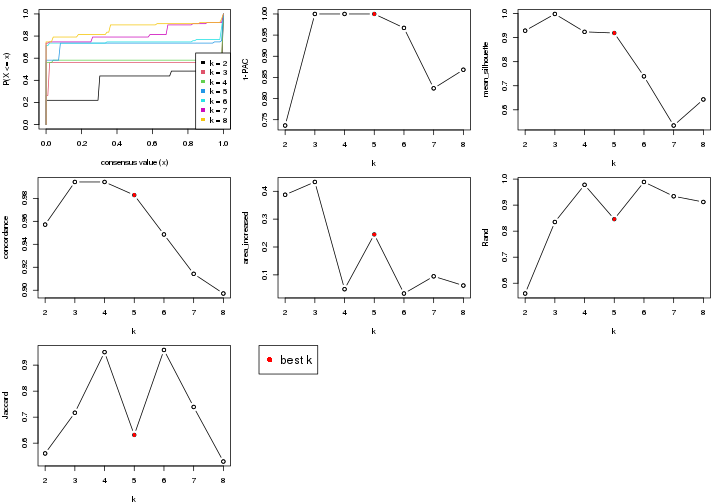 P(X <= x)
0.0 0.2 0.4 0.6 0.8 1.0
0.0 0.2 0.4 0.6 0.8 1.0
consensus value (x)
k = 2
k = 3
k = 4
k = 5
k = 6
k = 7
k = 8
1-PAC
0.75 0.80 0.85 0.90 0.95 1.00
2 3 4 5 6 7 8
k
mean_silhouette
0.6 0.7 0.8 0.9 1.0
2 3 4 5 6 7 8
k
concordance
0.90 0.92 0.94 0.96 0.98
2 3 4 5 6 7 8
k
area_increased
0.1 0.2 0.3 0.4
2 3 4 5 6 7 8
k
Rand
0.6 0.7 0.8 0.9 1.0
2 3 4 5 6 7 8
k
Jaccard
0.6 0.7 0.8 0.9
2 3 4 5 6 7 8
k
best k